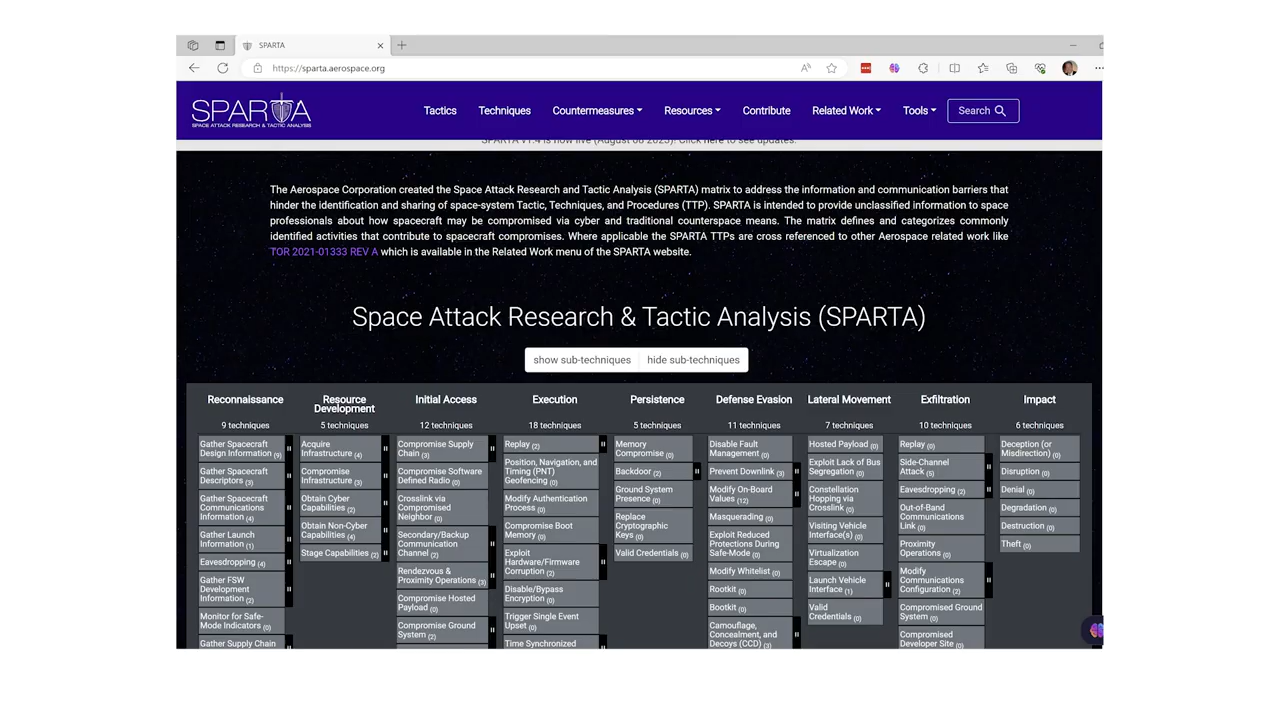 SPARTA
https://sparta.aerospace.org
SPARTA
SPACE ATTACK RESEARCH & TACTIC ANALYSIS
Tactics
Techniques
Countermeasures
Resources
Contribute
Related Work
Tools
Search
SPARTA v1.4 is now live (August 08 2023)! Click here to see updates.
The Aerospace Corporation created the Space Attack Research and Tactic Analysis (SPARTA) matrix to address the information and communication barriers that
hinder the identification and sharing of space-system Tactic, Techniques, and Procedures (TTP). SPARTA is intended to provide unclassified information to space
professionals about how spacecraft may be compromised via cyber and traditional counterspace means. The matrix defines and categorizes commonly
identified activities that contribute to spacecraft compromises. Where applicable the SPARTA TTPs are cross referenced to other Aerospace related work like
TOR 2021-01333 REV A which is available in the Related Work menu of the SPARTA website.
Space Attack Research & Tactic Analysis (SPARTA)
show sub-techniques
hide sub-techniques
Reconnaissance
9 techniques
Gather Spacecraft
Design Information (9)
Gather Spacecraft
Descriptors (3)
Gather Spacecraft
Communications
Information (4)
Gather Launch
Information (1)
Eavesdropping (4)
Gather FSW
Development
Information (2)
Monitor for Safe-
Mode Indicators (0)
Gather Supply Chain
Resource
Development
5 techniques
Acquire
Infrastructure (4)
Compromise
Infrastructure (3)
Obtain Cyber
Capabilities (2)
Obtain Non-Cyber
Capabilities (4)
Stage Capabilities (2)
Initial Access
12 techniques
Compromise Supply
Chain (3)
Compromise Software
Defined Radio (0)
Crosslink via
Compromised
Neighbor (0)
Secondary/Backup
Communication
Channel (2)
Rendezvous &
Proximity Operations (3)
Compromise Hosted
Payload (0)
Compromise Ground
System (2)
Execution
18 techniques
Replay (2)
Position, Navigation, and
Timing (PNT)
Geofencing (0)
Modify Authentication
Process (0)
Compromise Boot
Memory (0)
Exploit
Hardware/Firmware
Corruption (2)
Disable/Bypass
Encryption (0)
Trigger Single Event
Upset (0)
Time Synchronized
Persistence
5 techniques
Memory
Compromise (0)
Backdoor (2)
Ground System
Presence (0)
Replace
Cryptographic
Keys (0)
Valid Credentials (0)
Defense Evasion
11 techniques
Disable Fault
Management (0)
Prevent Downlink (3)
Modify On-Board
Values (12)
Masquerading (0)
Exploit Reduced
Protections During
Safe-Mode (0)
Modify Whitelist (0)
Rootkit (0)
Bootkit (0)
Camouflage,
Concealment, and
Decoys (CCD) (3)
Lateral Movement
7 techniques
Hosted Payload (0)
Exploit Lack of Bus
Segregation (0)
Constellation
Hopping via
Crosslink (0)
Visiting Vehicle
Interface(s) (0)
Virtualization
Escape (0)
Launch Vehicle
Interface (1)
Valid
Credentials (0)
Exfiltration
10 techniques
Replay (0)
Side-Channel
Attack (5)
Eavesdropping (2)
Out-of-Band
Communications
Link (0)
Proximity
Operations (0)
Modify
Communications
Configuration (2)
Compromised Ground
System (0)
Compromised
Developer Site (0)
Impact
6 techniques
Deception (or
Misdirection) (0)
Disruption (0)
Denial (0)
Degradation (0)
Destruction (0)
Theft (0)